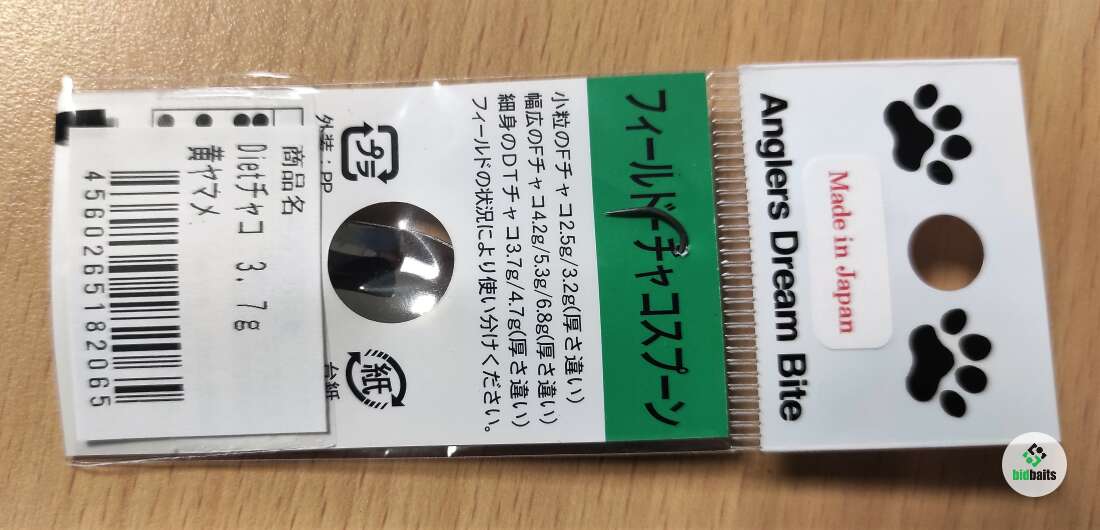 Anglers Dream Bite
Made in Japan
フィールドチャコスプーン
小粒のFチャコ2.5g/3.2g(厚さ違い)
幅広のFチャコ4.2g/5.3g/6.8g(厚さ違い)
細身のDTチャコ3.7g/4.7g(厚さ違い)
フィールドの状況により使い分けください。
プラ
外装:PP
紙
台紙
商品名
Dietチャコ 3.7g
黄ヤマメ
4560265182065
bidbaits